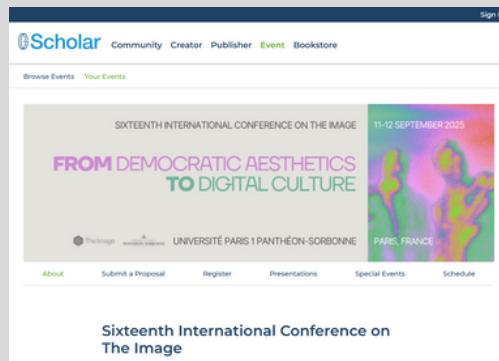 Sign
Scholar Community Creator Publisher Event Bookstore
Browse Events Your Events
SIXTEENTH INTERNATIONAL CONFERENCE ON THE IMAGE 11-12 SEPTEMBER 2025
FROM DEMOCRATIC AESTHETICS
TO DIGITAL CULTURE
The Image UNIVERSITÉ PARIS 1 PANTHÉON-SORBONNE PARIS, FRANCE
About Submit a Proposal Register Presentations Special Events Schedule
Sixteenth International Conference on
The Image